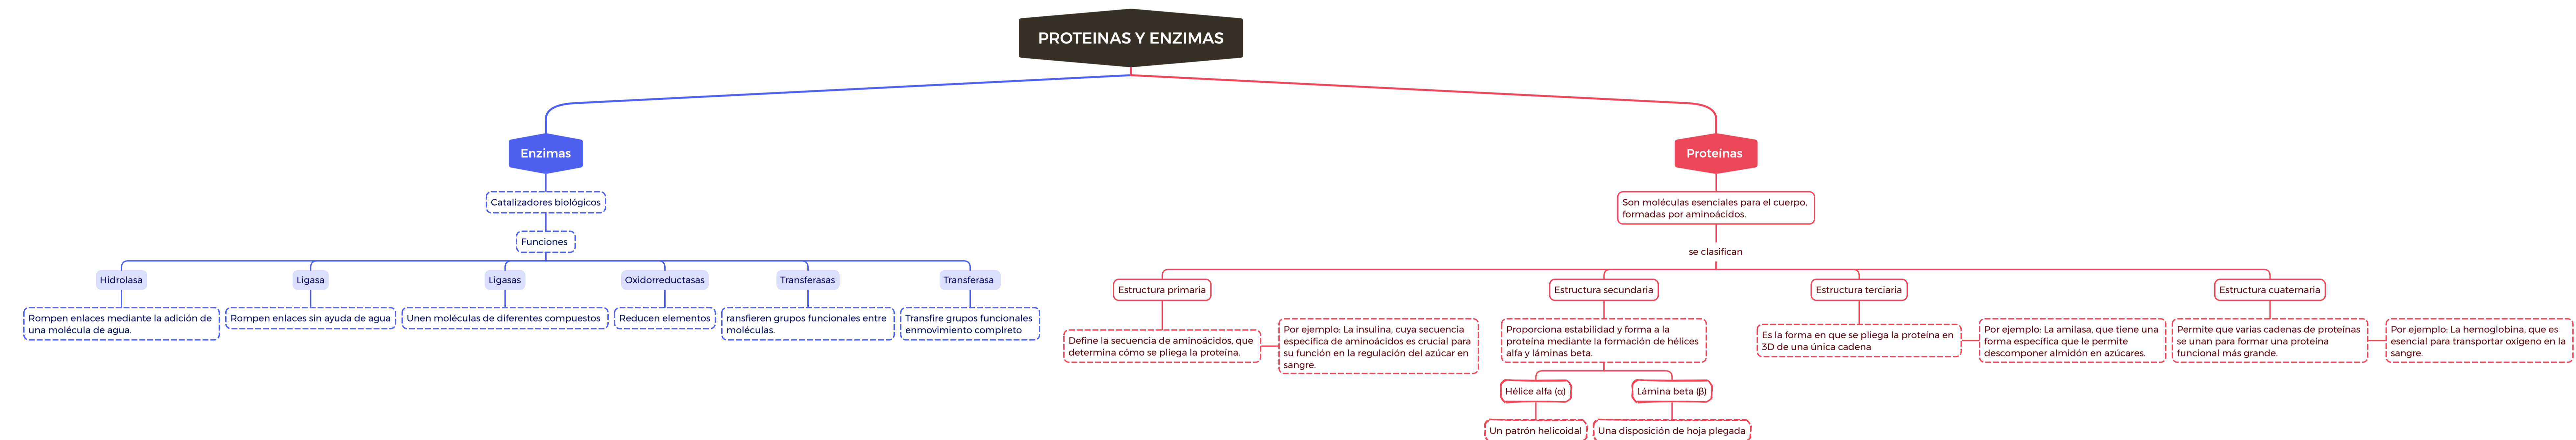 PROTEINAS Y ENZIMAS
Enzimas
Catalizadores biológicos
Funciones
Hidrolasa
Rompen enlaces mediante la adición de
una molécula de agua.
Ligasa
Rompen enlaces sin ayuda de agua
Ligasas
Unen moléculas de diferentes compuestos
Oxidorreductasas
Reducen elementos
Transferasas
ransfieren grupos funcionales entre
moléculas.
Transferasa
Transfire grupos funcionales
enmovimiento complreto
Proteínas
Son moléculas esenciales para el cuerpo,
formadas por aminoácidos.
se clasifican
Estructura primaria
Define la secuencia de aminoácidos, que
determina cómo se pliega la proteína.
Por ejemplo: La insulina, cuya secuencia
específica de aminoácidos es crucial para
su función en la regulación del azúcar en
sangre.
Estructura secundaria
Proporciona estabilidad y forma a la
proteína mediante la formación de hélices
alfa y láminas beta.
Hélice alfa (α)
Un patrón helicoidal
Lámina beta (β)
Una disposición de hoja plegada
Estructura terciaria
Es la forma en que se pliega la proteína en
3D de una única cadena
Por ejemplo: La amilasa, que tiene una
forma específica que le permite
descomponer almidón en azúcares.
Estructura cuaternaria
Permite que varias cadenas de proteínas
se unan para formar una proteína
funcional más grande.
Por ejemplo: La hemoglobina, que es
esencial para transportar oxígeno en la
sangre.